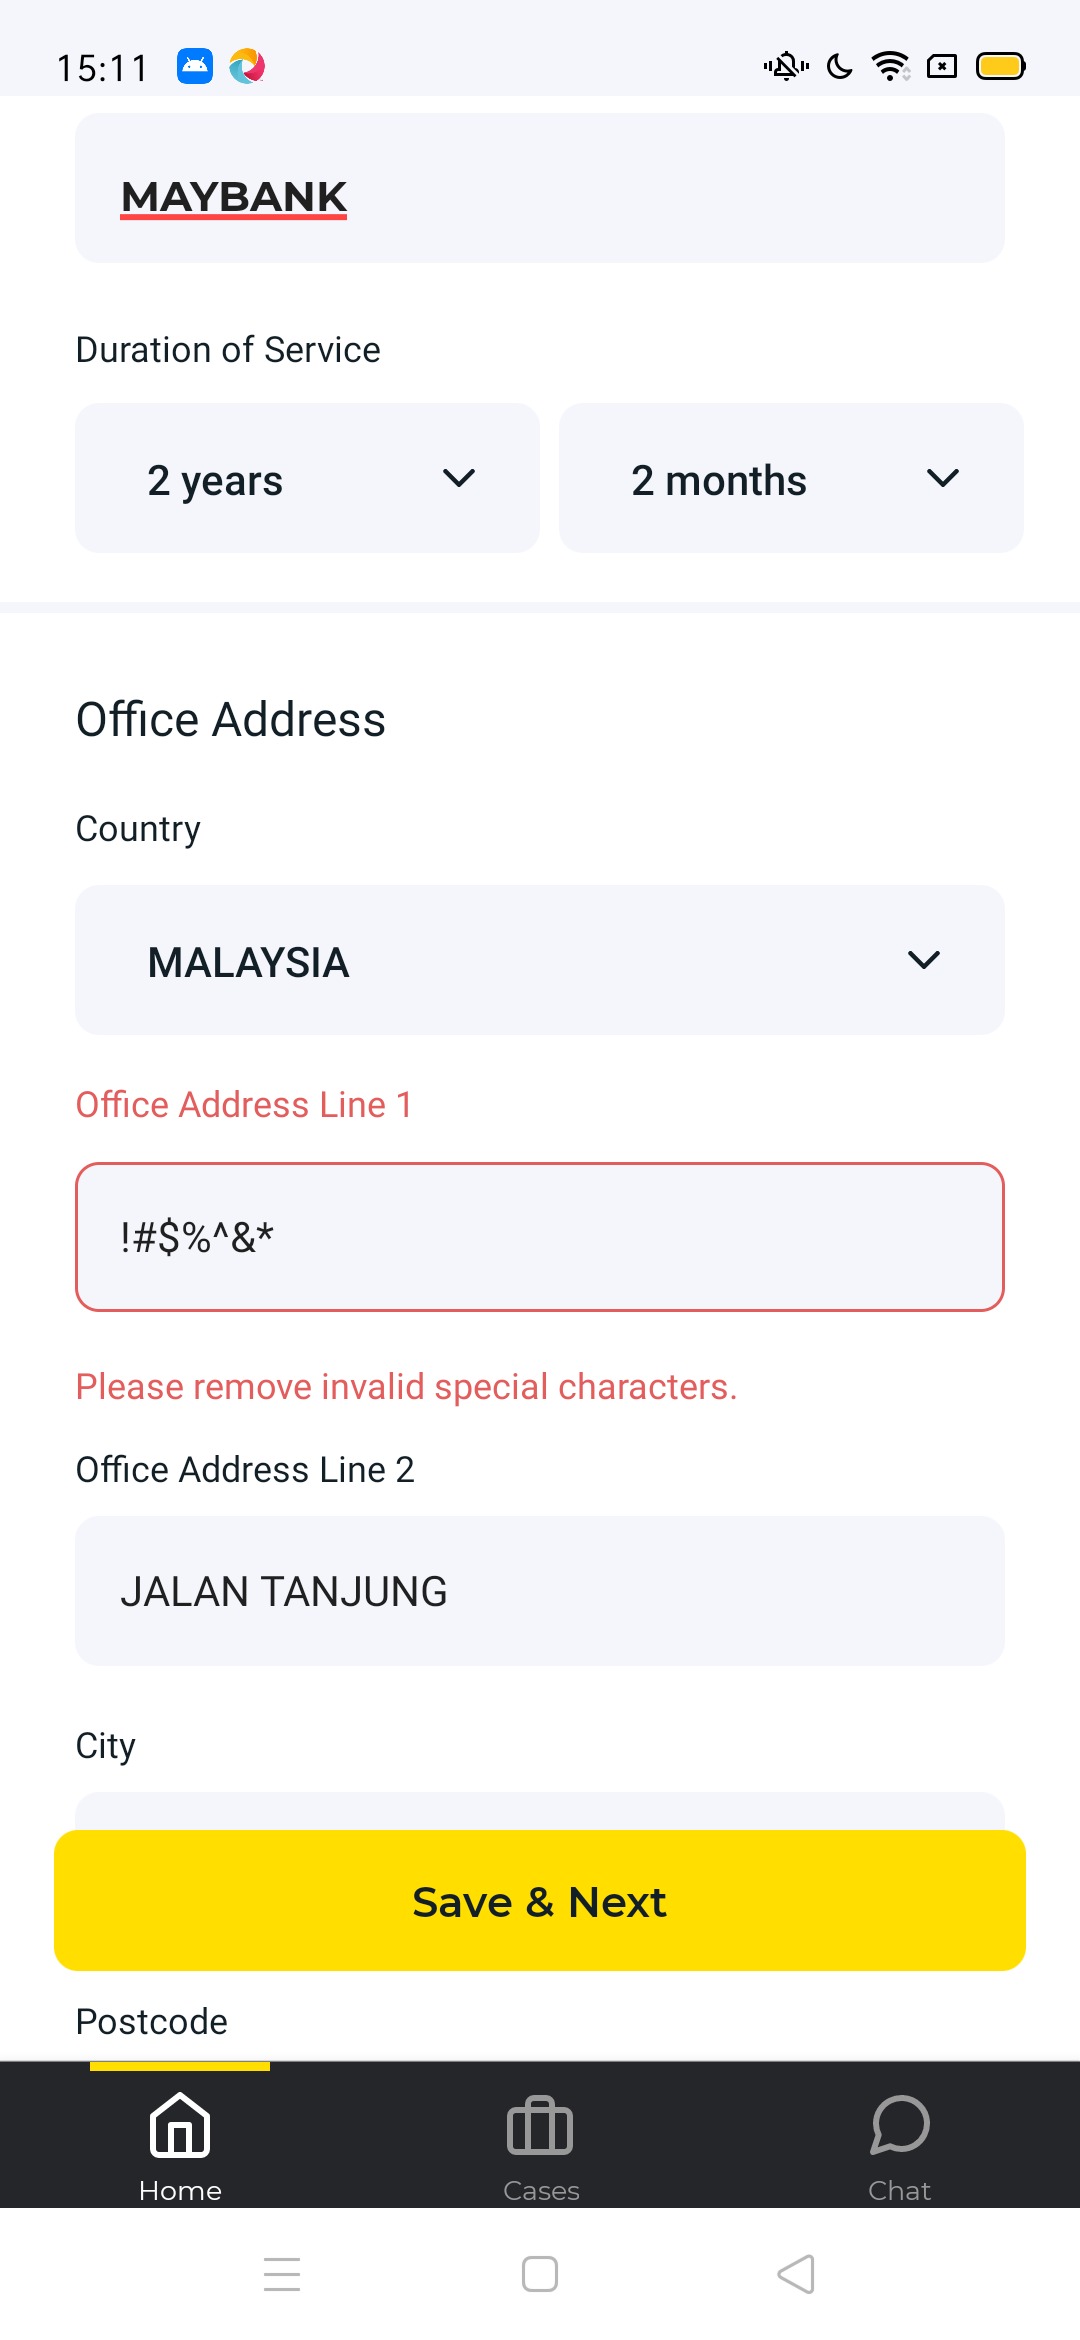 15:11
MAYBANK
Duration of Service
2 years
2 months
Office Address
Country
MALAYSIA
Office Address Line 1
!#$%^&*
Please remove invalid special characters.
Office Address Line 2
JALAN TANJUNG
City
Save & Next
Postcode
Home
Cases
Chat